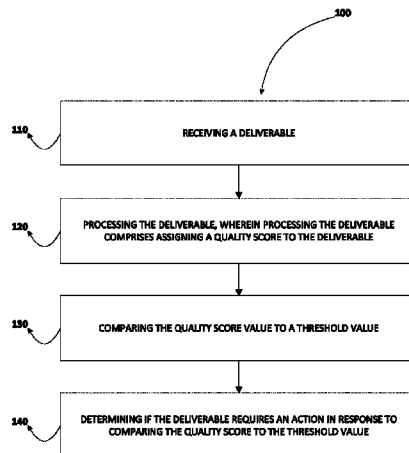 100
110
RECEIVING A DELIVERABLE
120
PROCESSING THE DELIVERABLE, WHEREIN PROCESSING THE DELIVERABLE
COMPRISES ASSIGNING A QUALITY SCORE TO THE DELIVERABLE
130
COMPARING THE QUALITY SCORE VALUE TO A THRESHOLD VALUE
140
DETERMINING IF THE DELIVERABLE REQUIRES AN ACTION IN RESPONSE TO
COMPARING THE QUALITY SCORE TO THE THRESHOLD VALUE